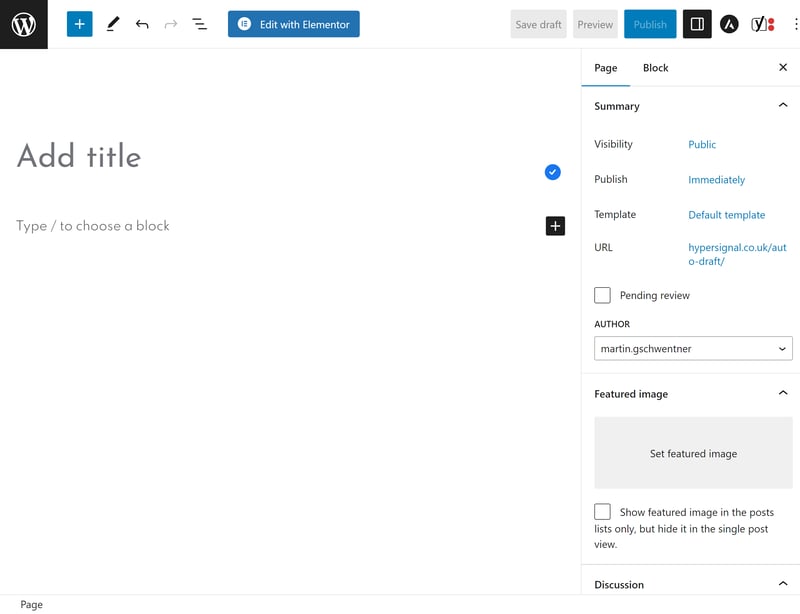 Edit with Elementor
Save draft
Preview
Publish
Page
Block
Summary
Add title
Visibility
Public
Publish
Immediately
Type / to choose a block
Template
Default template
URL
hypersignal.co.uk/aut
o-draft/
Pending review
AUTHOR
martin.gschwentner
Featured image
Set featured image
Show featured image in the posts
lists only, but hide it in the single post
view.
Discussion
Page